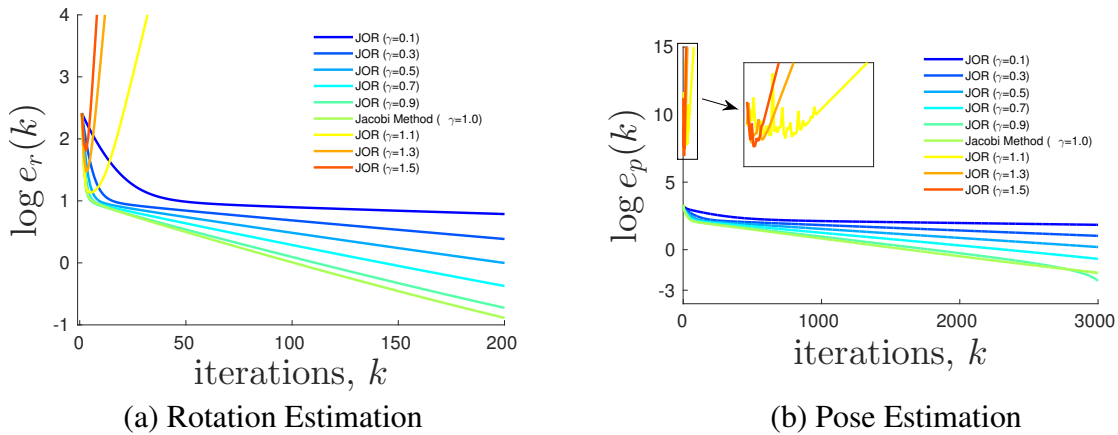 4
3
2
1
0
-1
log e_r(k)
JOR (γ=0.1)
JOR (γ=0.3)
JOR (γ=0.5)
JOR (γ=0.7)
JOR (γ=0.9)
Jacobi Method ( γ=1.0)
JOR (γ=1.1)
JOR (γ=1.3)
JOR (γ=1.5)
0 50 100 150 200
iterations, k
(a) Rotation Estimation
15
10
5
0
-3
log e_p(k)
JOR (γ=0.1)
JOR (γ=0.3)
JOR (γ=0.5)
JOR (γ=0.7)
JOR (γ=0.9)
Jacobi Method ( γ=1.0)
JOR (γ=1.1)
JOR (γ=1.3)
JOR (γ=1.5)
0 1000 2000 3000
iterations, k
(b) Pose Estimation